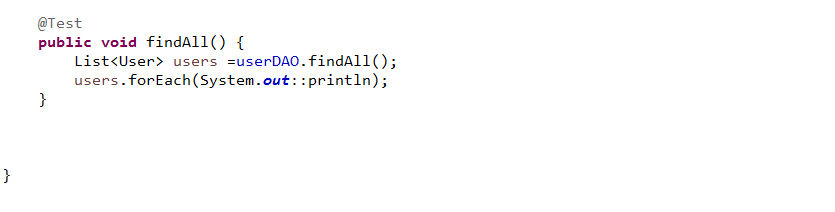 @Test
public void findAll() {
List<User> users =userDAO.findAll();
users.forEach(System.out::println);
}
}